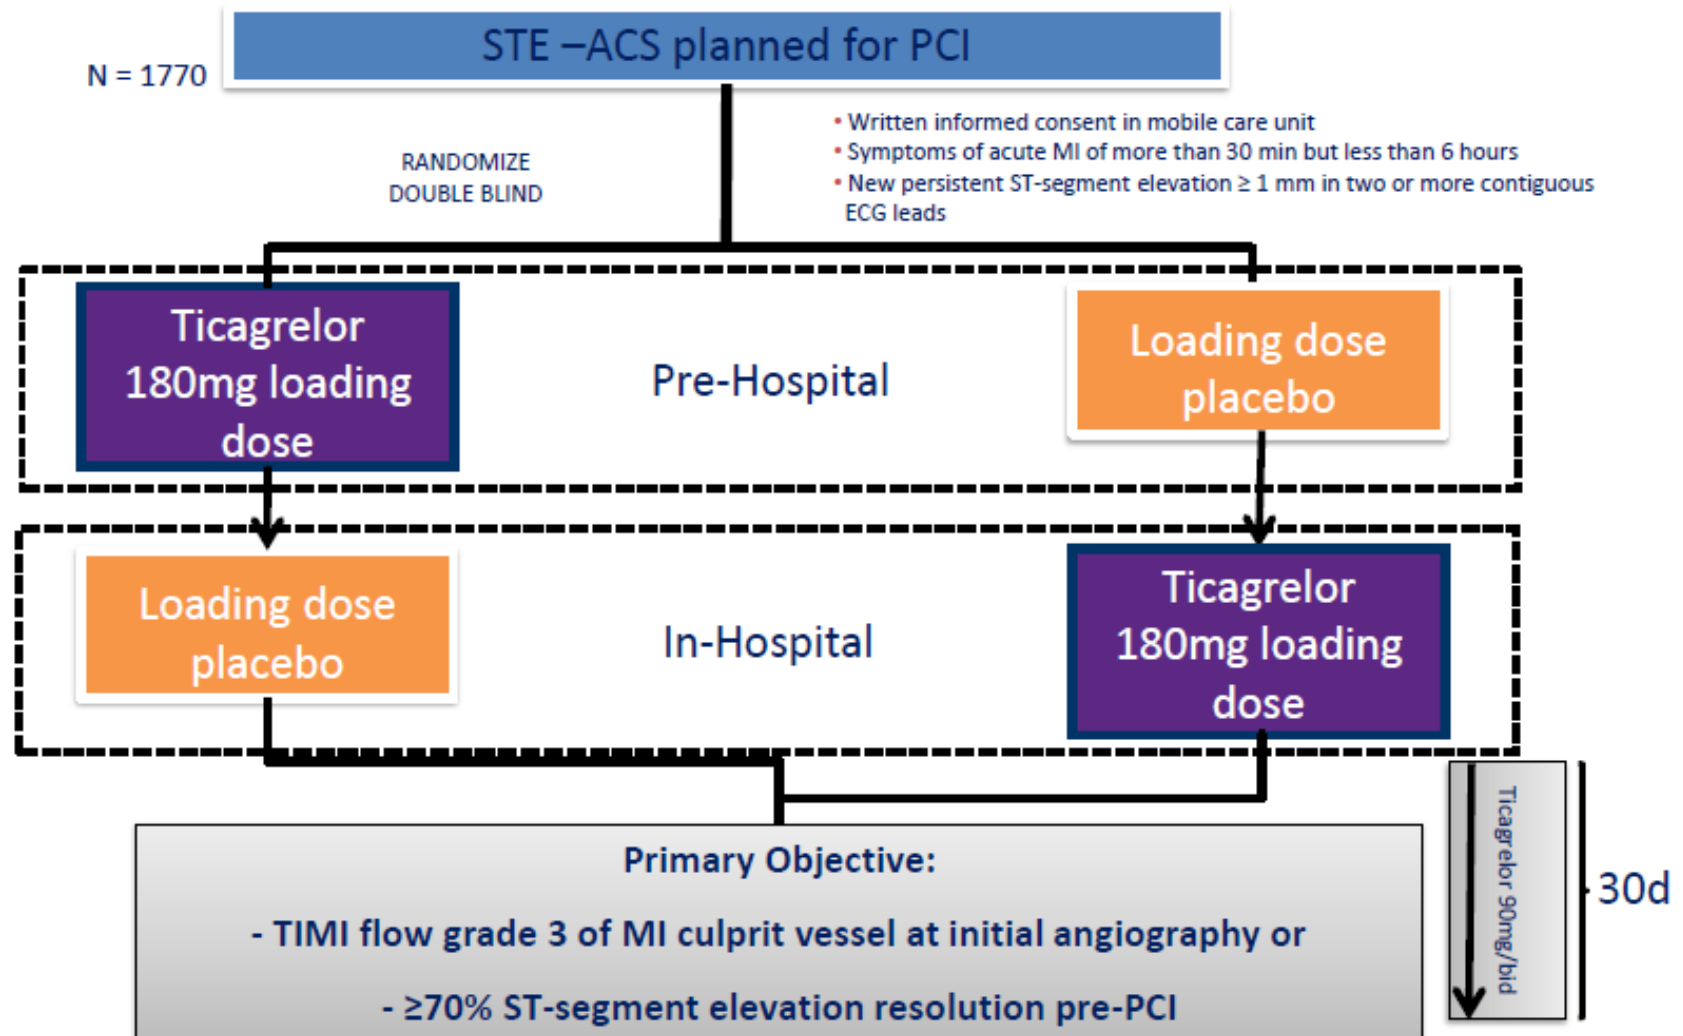 STE –ACS planned for PCI
N = 1770
• Written informed consent in mobile care unit
• Symptoms of acute MI of more than 30 min but less than 6 hours
• New persistent ST-segment elevation ≥ 1 mm in two or more contiguous
ECG leads
RANDOMIZE
DOUBLE BLIND
Ticagrelor
180mg loading
dose
Pre-Hospital
Loading dose
placebo
Loading dose
placebo
In-Hospital
Ticagrelor
180mg loading
dose
Ticagrelor 90mg/bid
30d
Primary Objective:
- TIMI flow grade 3 of MI culprit vessel at initial angiography or
- ≥70% ST-segment elevation resolution pre-PCI